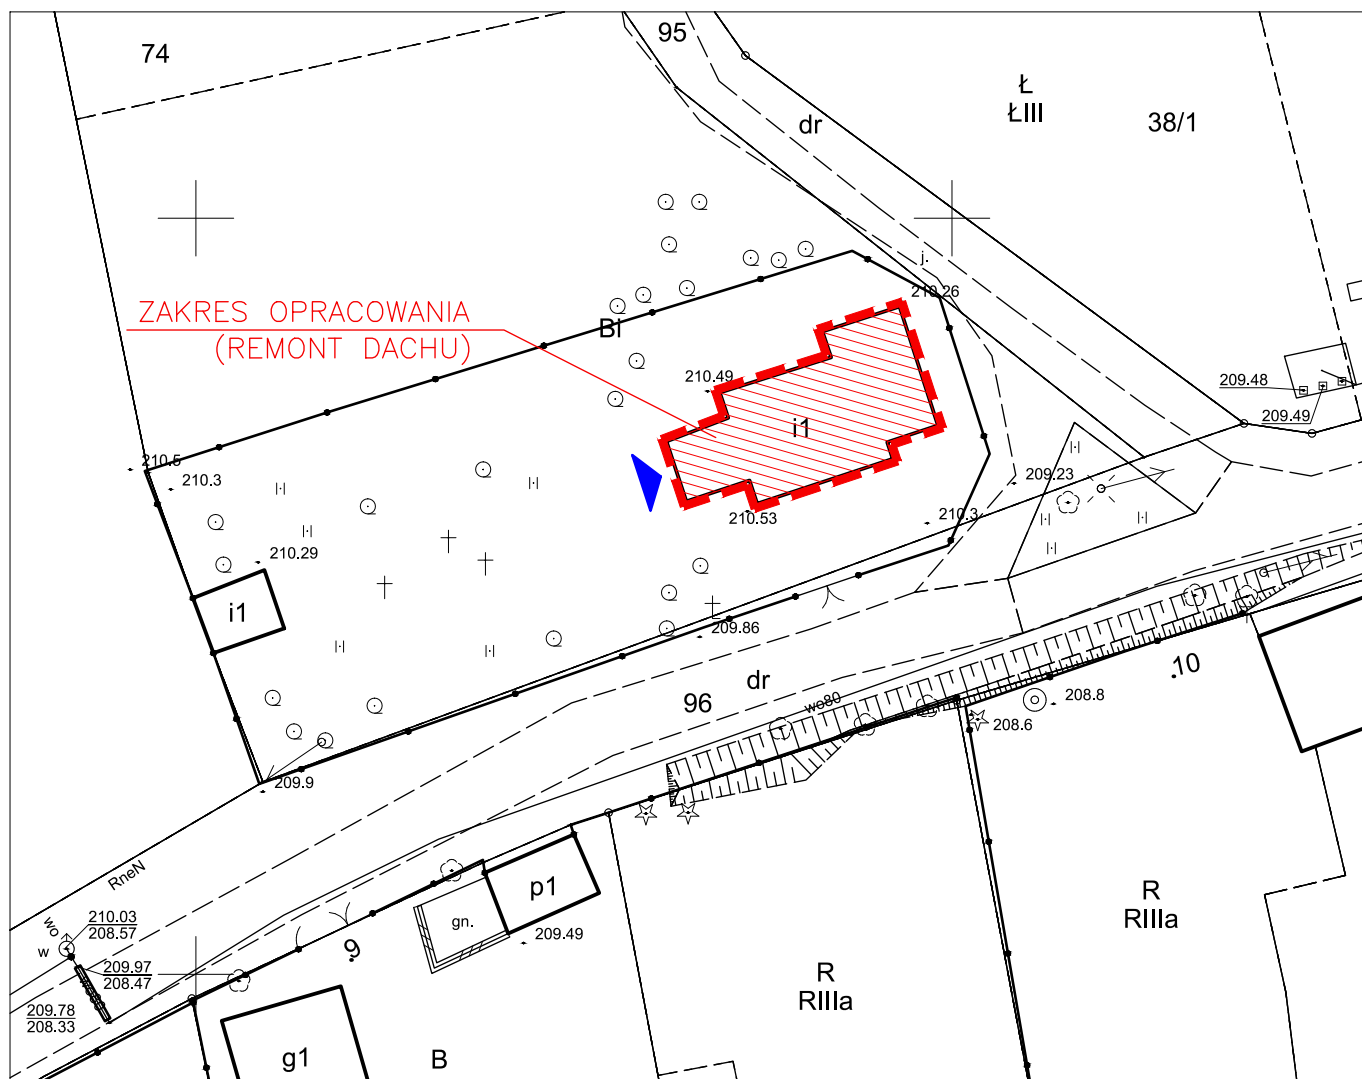 74
95
Ł
ŁIII
38/1
dr
j.
210.26
ZAKRES OPRACOWANIA
(REMONT DACHU)
Bi
210.49
209.48
209.49
i1
210.5
210.3
209.23
210.53
210.3
210.29
i1
209.86
dr
96
wo80
10
208.8
208.6
209.9
RneN
p1
gn.
209.49
R
RIIIa
wo
w
210.03
208.57
209.97
208.47
209.78
208.33
9
R
RIIIa
g1
B